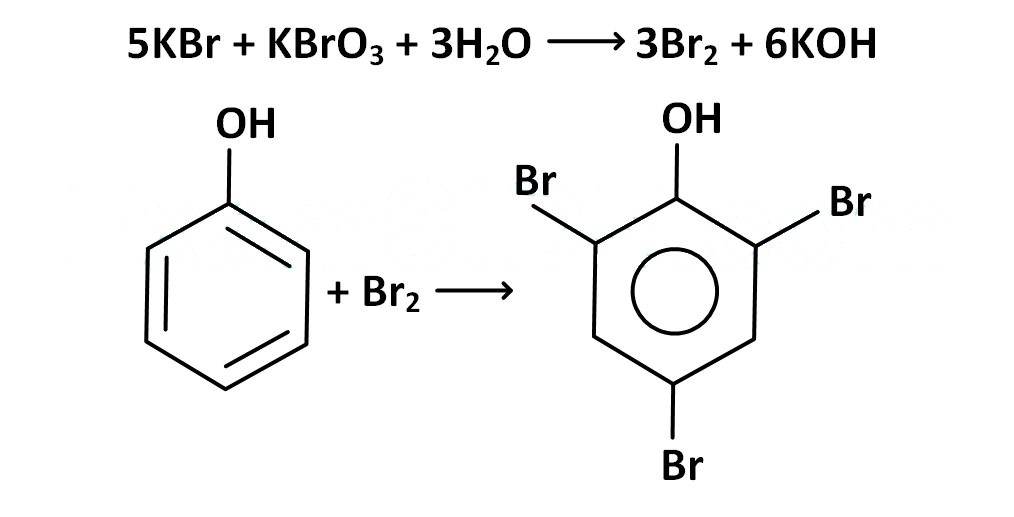 5KBr + KBrO₃ + 3H₂O ⟶ 3Br₂ + 6KOH
OH
OH
Br
Br
+ Br₂ ⟶
Br